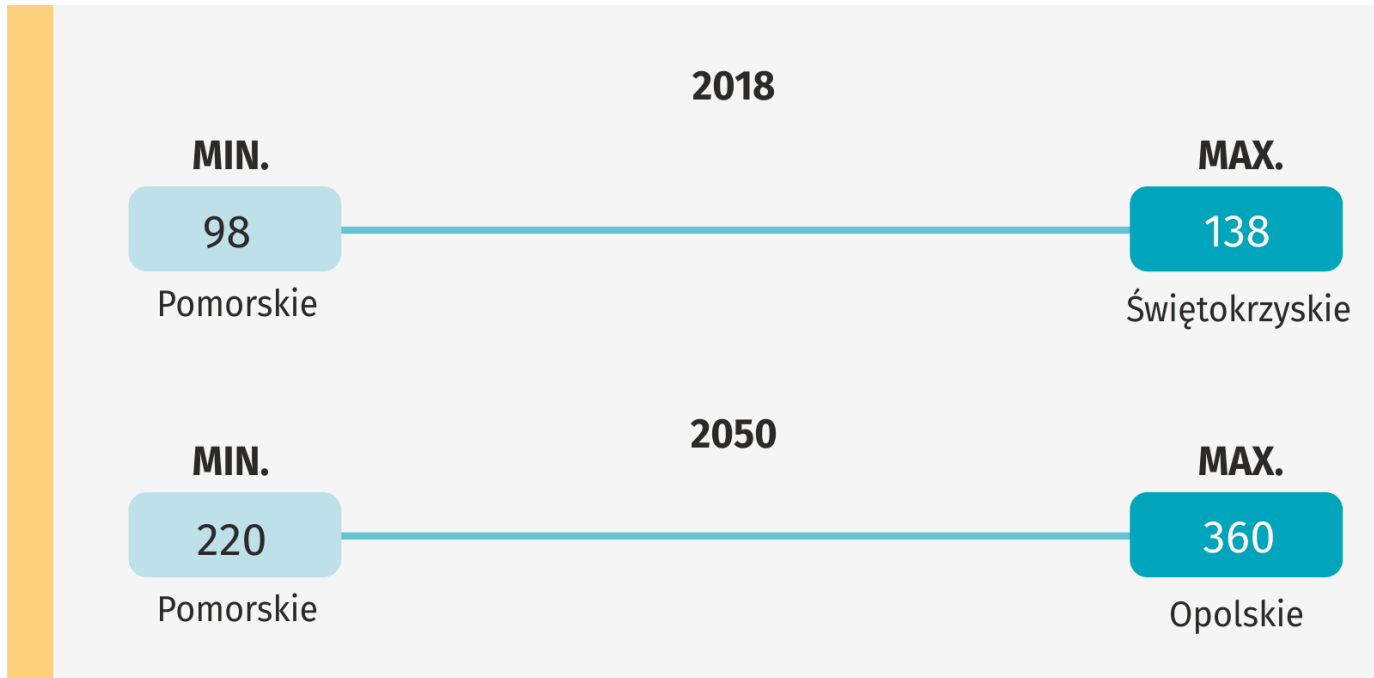 2018
MIN.
MAX.
98
138
Pomorskie
Świętokrzyskie
2050
MIN.
MAX.
220
360
Pomorskie
Opolskie